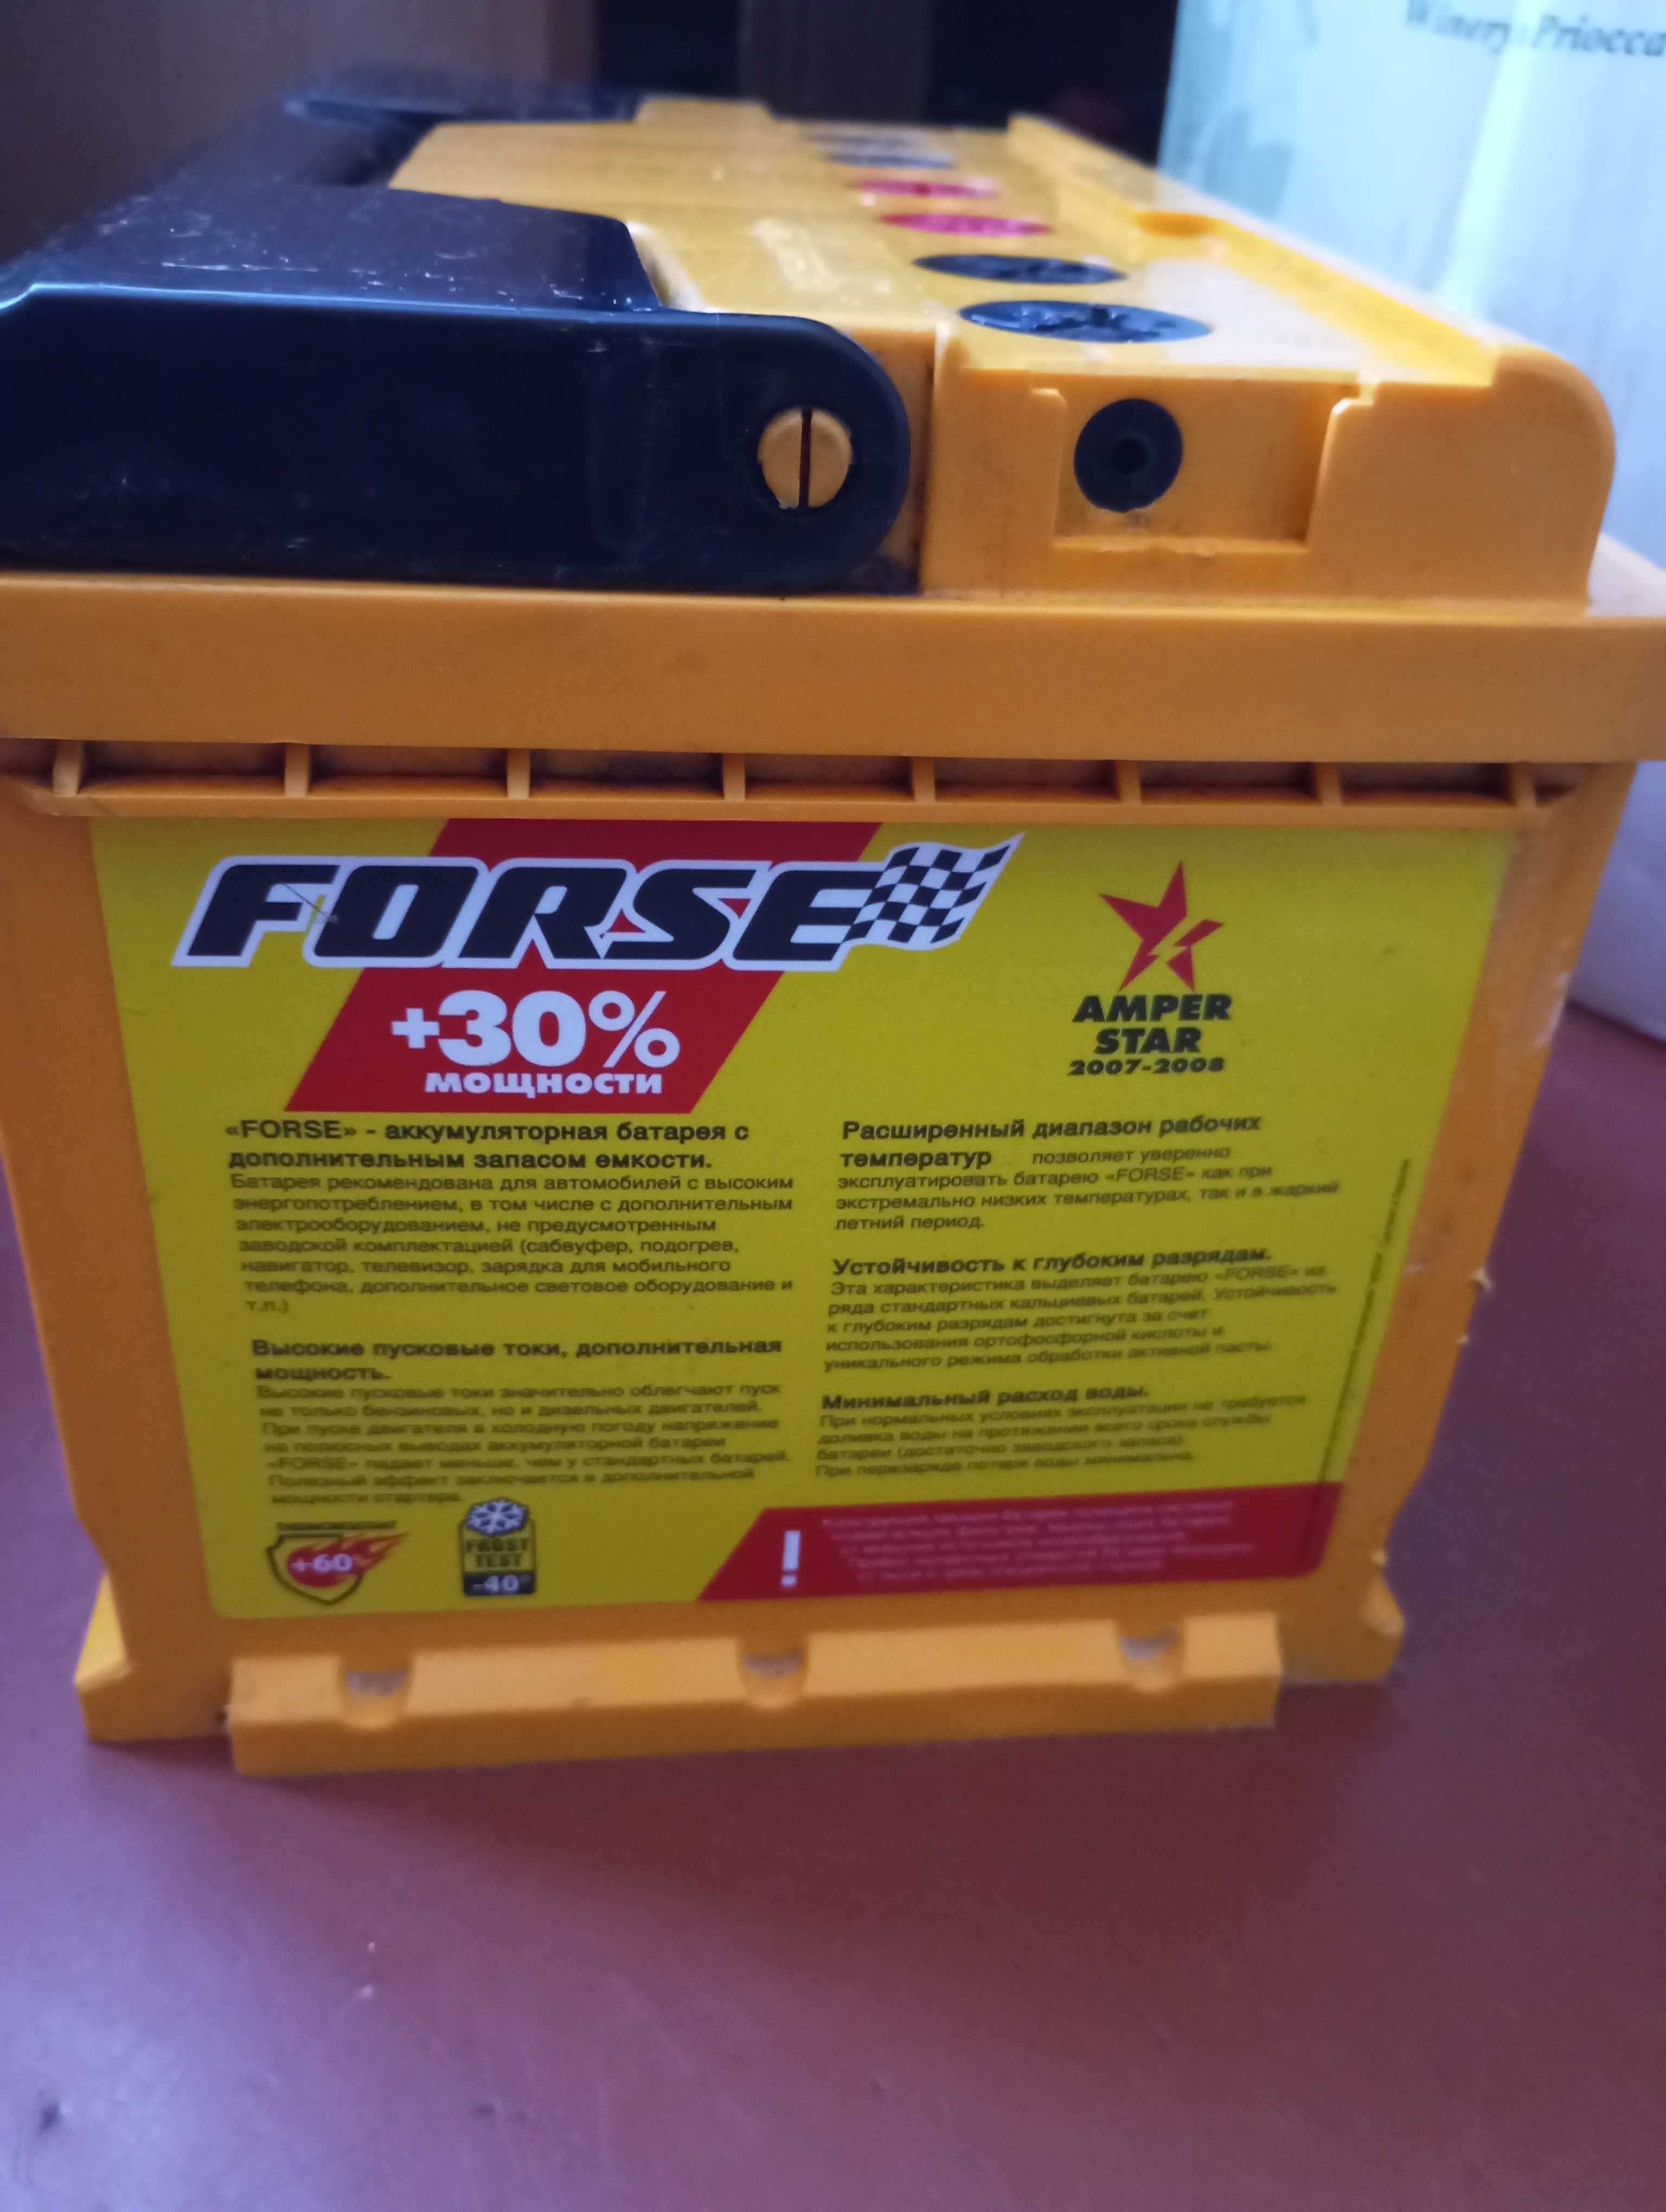 Winery Priocca
FORSE
+30%
мощности
AMPER
STAR
2007-2008
«FORSE» - аккумуляторная батарея с
дополнительным запасом емкости.
Батарея рекомендована для автомобилей с высоким
энергопотреблением, в том числе с дополнительным
электрооборудованием, не предусмотренным
заводской комплектацией (сабвуфер, подогрев,
навигатор, телевизор, зарядка для мобильного
телефона, дополнительное световое оборудование и
т.п.)
Высокие пусковые токи, дополнительная
мощность.
Высокие пусковые токи значительно облегчают пуск
не только бензиновых, но и дизельных двигателей.
При пуске двигателя в холодную погоду напряжение
на полюсных выводах аккумуляторной батареи
«FORSE» падает меньше, чем у стандартных батарей.
Полезный эффект заключается в дополнительной
мощности стартера.
Расширенный диапазон рабочих
температур позволяет уверенно
эксплуатировать батарею «FORSE» как при
экстремально низких температурах, так и в жаркий
летний период.
Устойчивость к глубоким разрядам.
Эта характеристика выделяет батарею «FORSE» из
ряда стандартных кальциевых батарей. Устойчивость
к глубоким разрядам достигнута за счет
использования ортофосфорной кислоты и
уникального режима обработки активной пасты.
Минимальный расход воды.
При нормальных условиях эксплуатации не требуется
доливка воды на протяжении всего срока службы
батареи (достаточно заводского запаса).
При перезаряде потеря воды минимальна.
+60°
FROST
TEST
-40°
!